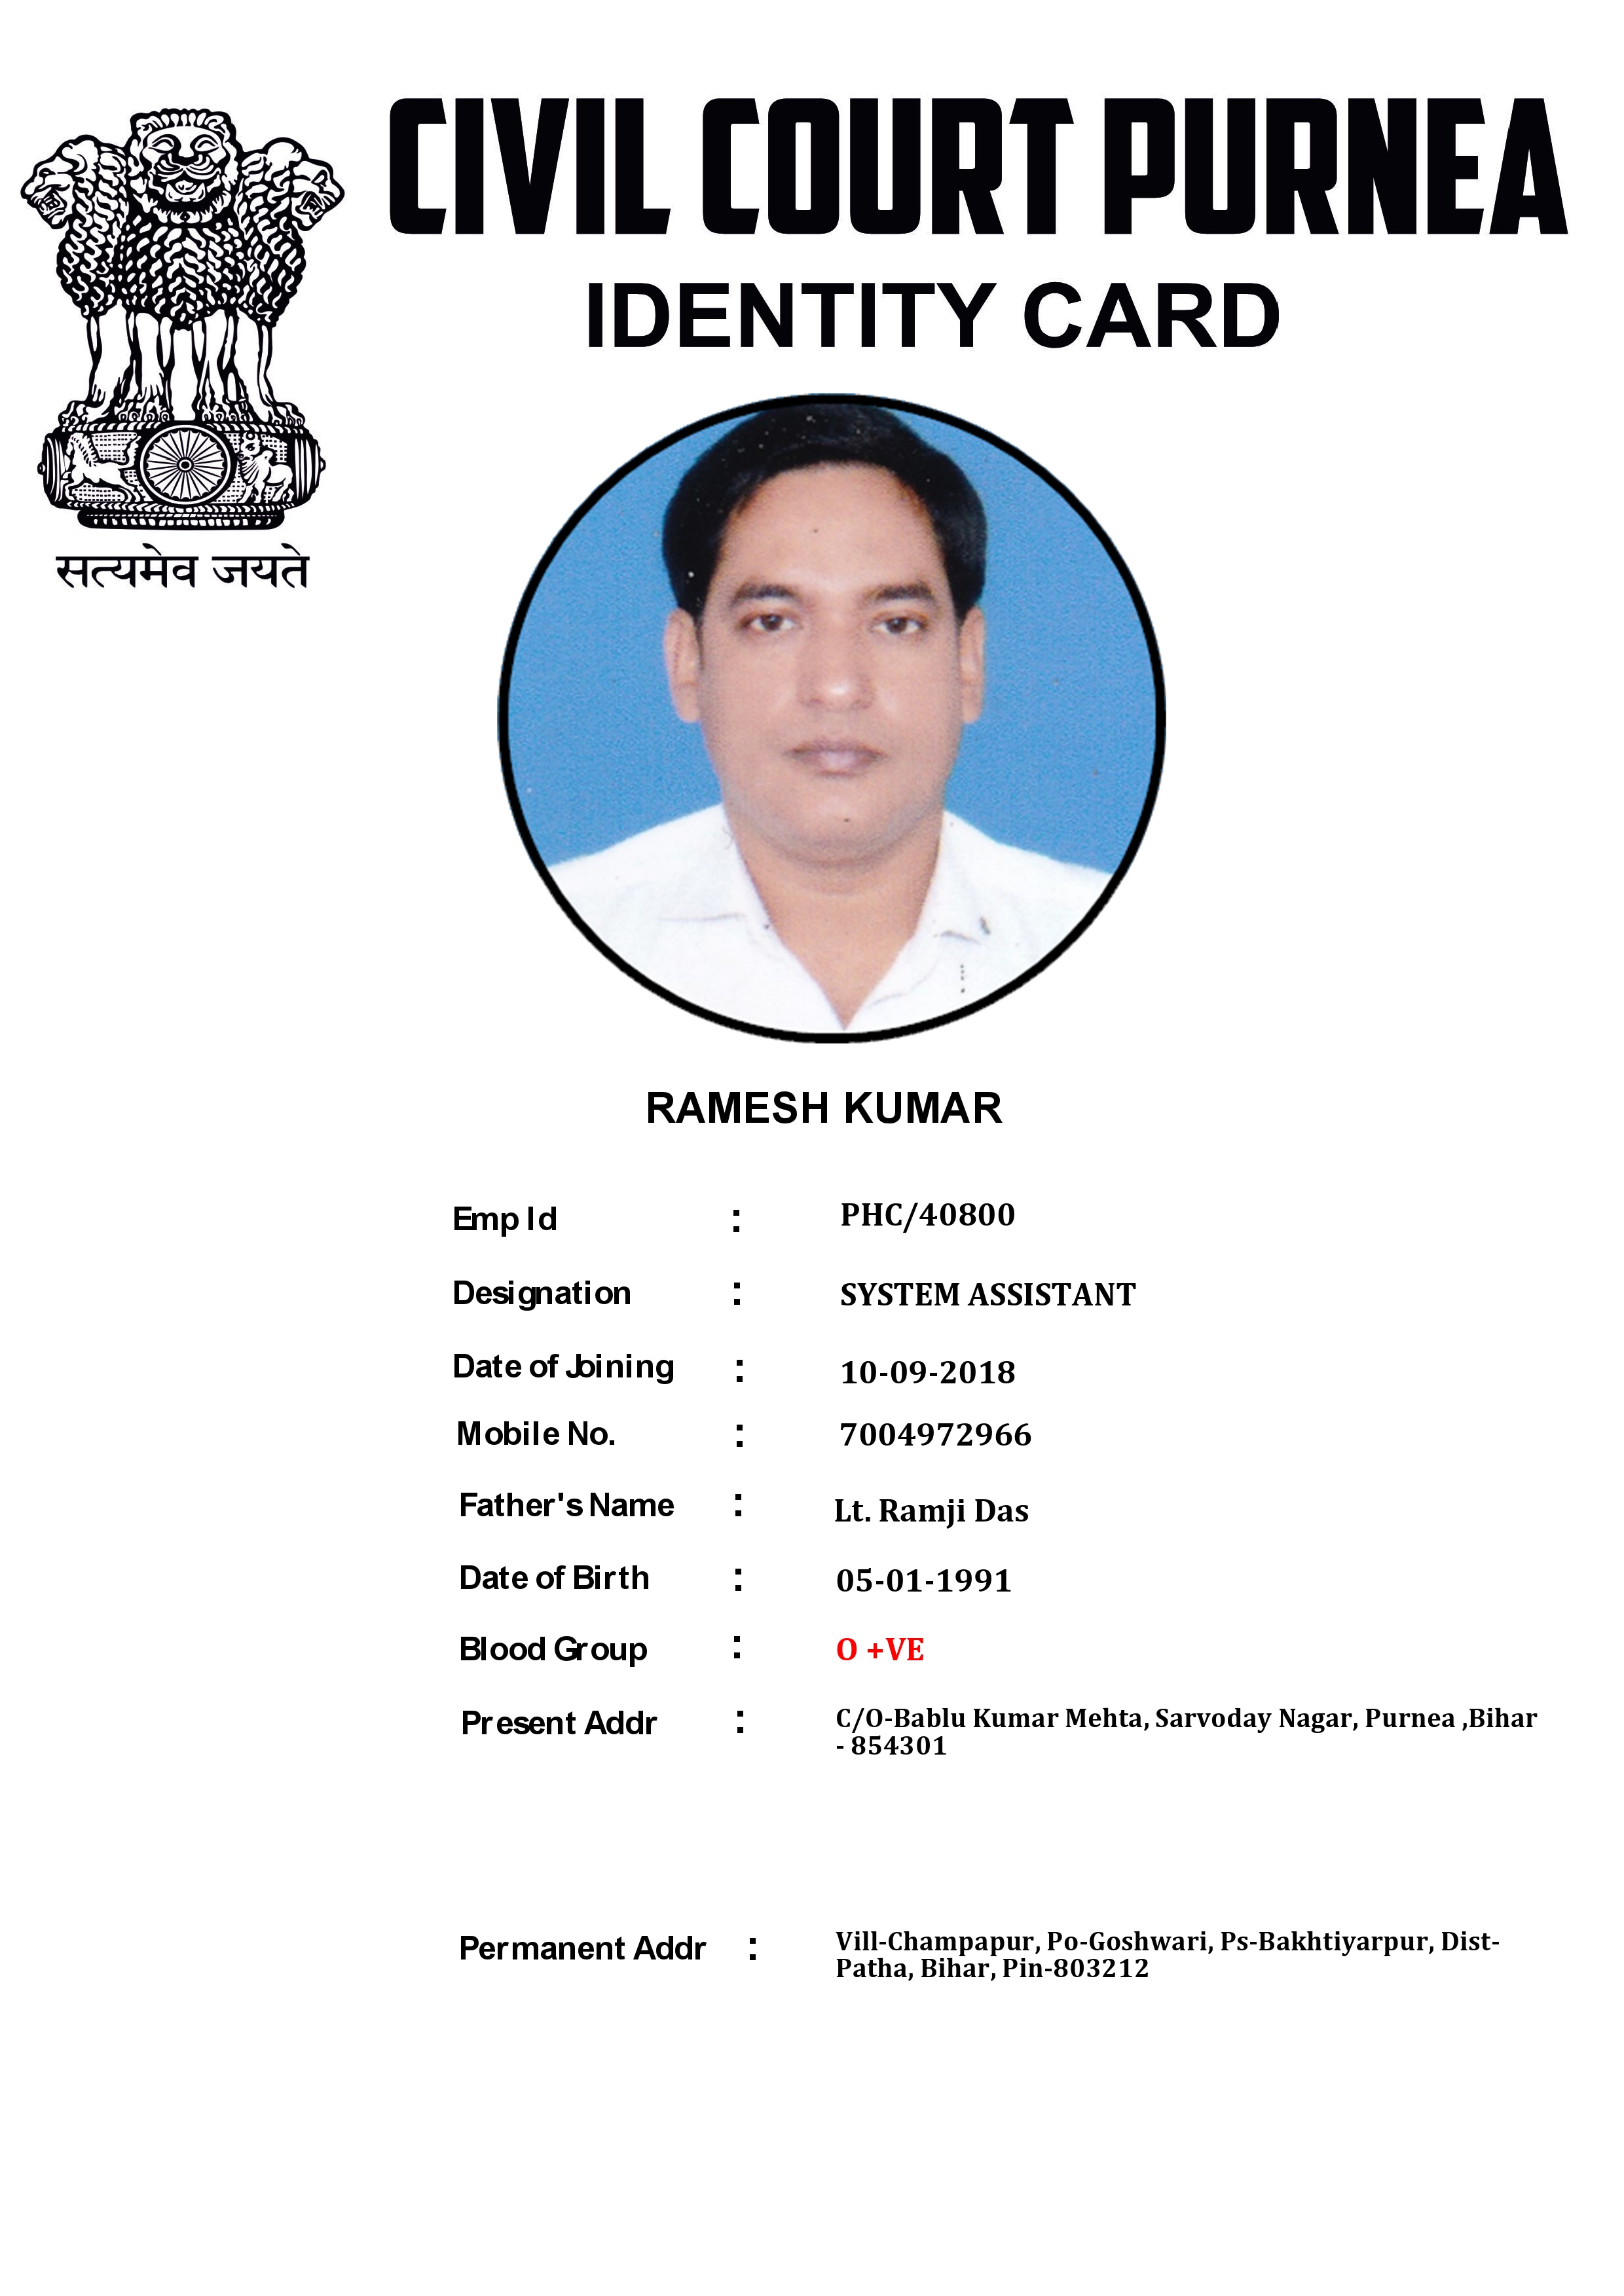 CIVIL COURT PURNEA
IDENTITY CARD
सत्यमेव जयते
RAMESH KUMAR
Emp Id : PHC/40800
Designation : SYSTEM ASSISTANT
Date of Joining : 10-09-2018
Mobile No. : 7004972966
Father's Name : Lt. Ramji Das
Date of Birth : 05-01-1991
Blood Group : O +VE
Present Addr : C/O-Bablu Kumar Mehta, Sarvoday Nagar, Purnea ,Bihar
- 854301
Permanent Addr : Vill-Champapur, Po-Goshwari, Ps-Bakhtiyarpur, Dist-
Patha, Bihar, Pin-803212